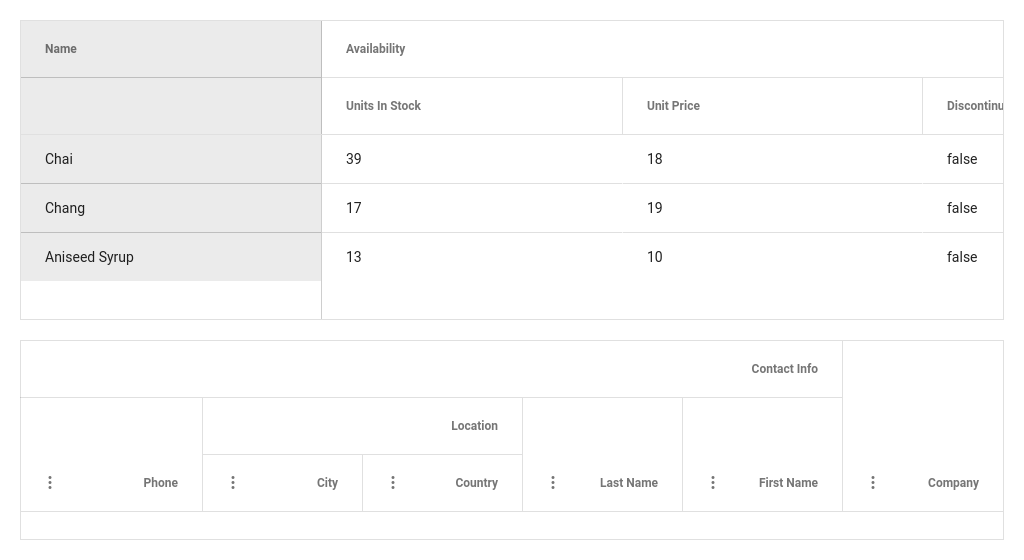 Name Availability
Units In Stock Unit Price Discontinu
Chai 39 18 false
Chang 17 19 false
Aniseed Syrup 13 10 false
Contact Info
Location
Phone City Country Last Name First Name Company